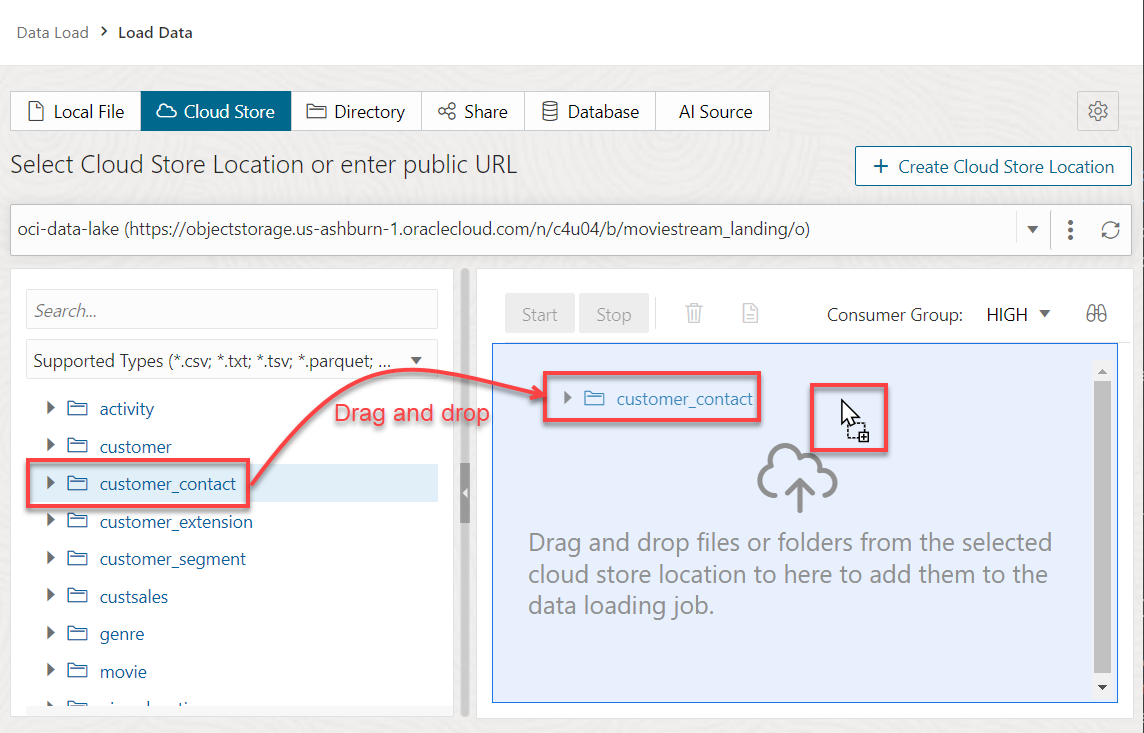 Data Load > Load Data
Local File
Cloud Store
Directory
Share
Database
AI Source
Select Cloud Store Location or enter public URL
+ Create Cloud Store Location
oci-data-lake (https://objectstorage.us-ashburn-1.oraclecloud.com/n/c4u04/b/moviestream_landing/o)
Search...
Supported Types (*.csv; *.txt; *.tsv; *.parquet; ...
activity
customer
customer_contact
customer_extension
customer_segment
custsales
genre
movie
Drag and drop
Start
Stop
Consumer Group: HIGH
customer_contact
Drag and drop files or folders from the selected
cloud store location to here to add them to the
data loading job.